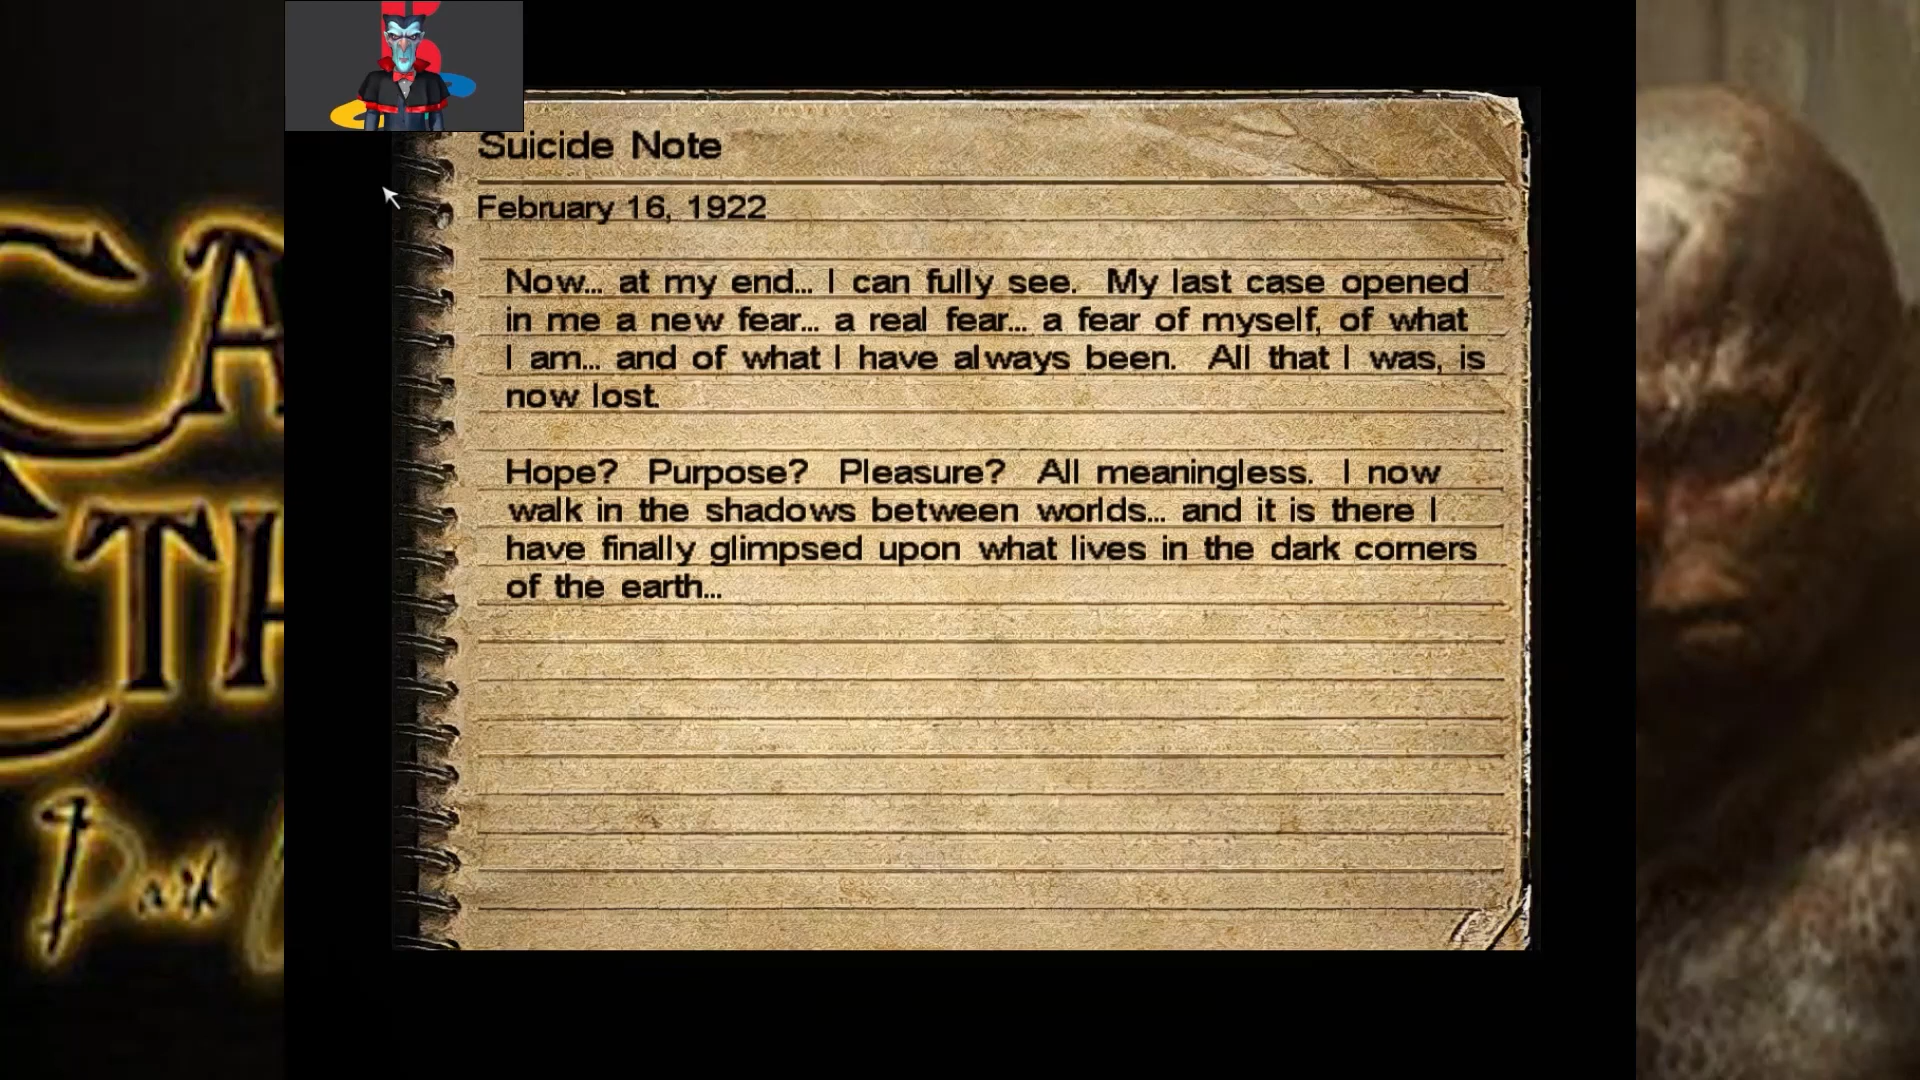 Suicide Note
February 16, 1922
Now... at my end... I can fully see. My last case opened
in me a new fear... a real fear... a fear of myself, of what
I am... and of what I have always been. All that I was, is
now lost.
Hope? Purpose? Pleasure? All meaningless. I now
walk in the shadows between worlds... and it is there I
have finally glimpsed upon what lives in the dark corners
of the earth...
CA
TH
Dark C